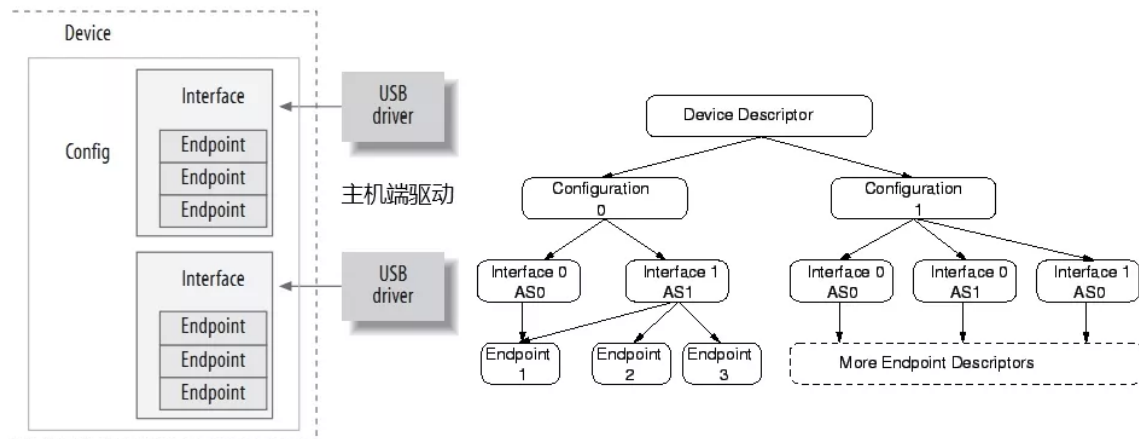 Device
Config
Interface
Endpoint
Endpoint
Endpoint
USB
driver
主机端驱动
Interface
Endpoint
Endpoint
Endpoint
USB
driver
Device Descriptor
Configuration
0
Configuration
1
Interface 0
AS0
Interface 1
AS1
Interface 0
AS0
Interface 0
AS1
Interface 1
AS0
Endpoint
1
Endpoint
2
Endpoint
3
More Endpoint Descriptors